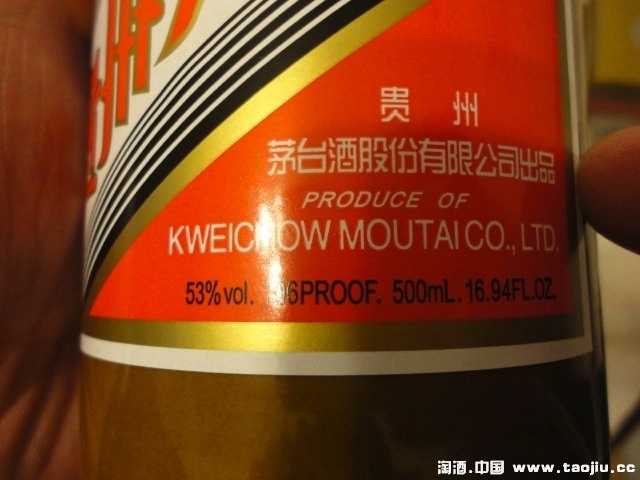 贵州
茅台酒股份有限公司出品
PRODUCE OF
KWEICHOW MOUTAI CO., LTD.
53%vol. 106PROOF. 500mL. 16.94FL.OZ.
淘酒.中国 www.taojiu.cc